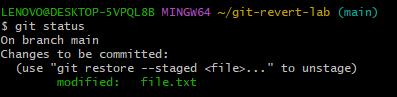 LENOVO@DESKTOP-5VPQL8B MINGW64 ~/git-revert-lab (main)
$ git status
On branch main
Changes to be committed:
  (use "git restore --staged <file>..." to unstage)
        modified:   file.txt